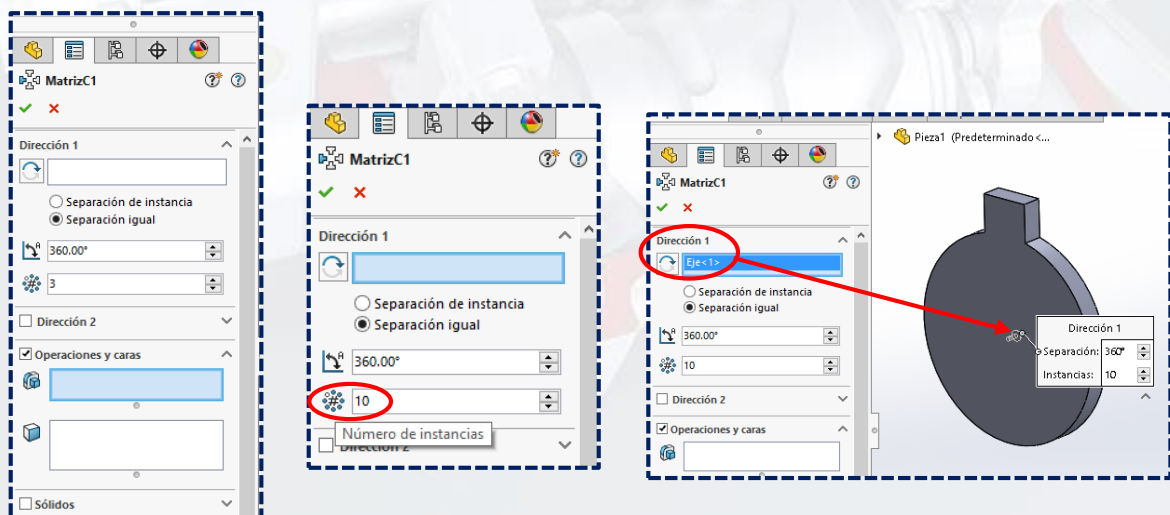 MatrizC1
Dirección 1
Separación de instancia
Separación igual
360.00°
3
Dirección 2
Operaciones y caras
Sólidos
MatrizC1
Dirección 1
Separación de instancia
Separación igual
360.00°
10
Número de instancias
Dirección 2
MatrizC1
Dirección 1
Eje<1>
Separación de instancia
Separación igual
360.00°
10
Dirección 2
Operaciones y caras
Pieza1 (Predeterminado<...
Dirección 1
Separación: 360°
Instancias: 10